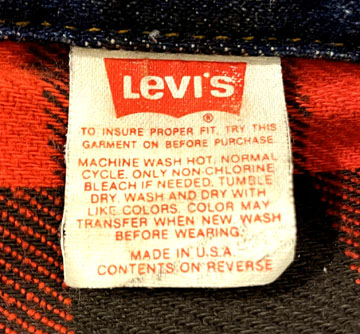 LEVI'S
®
TO INSURE PROPER FIT, TRY THIS
GARMENT ON BEFORE PURCHASE.
MACHINE WASH HOT, NORMAL
CYCLE. ONLY NON-CHLORINE
BLEACH IF NEEDED. TUMBLE
DRY. WASH AND DRY WITH
LIKE COLORS. COLOR MAY
TRANSFER WHEN NEW. WASH
BEFORE WEARING.
MADE IN U.S.A.
CONTENTS ON REVERSE